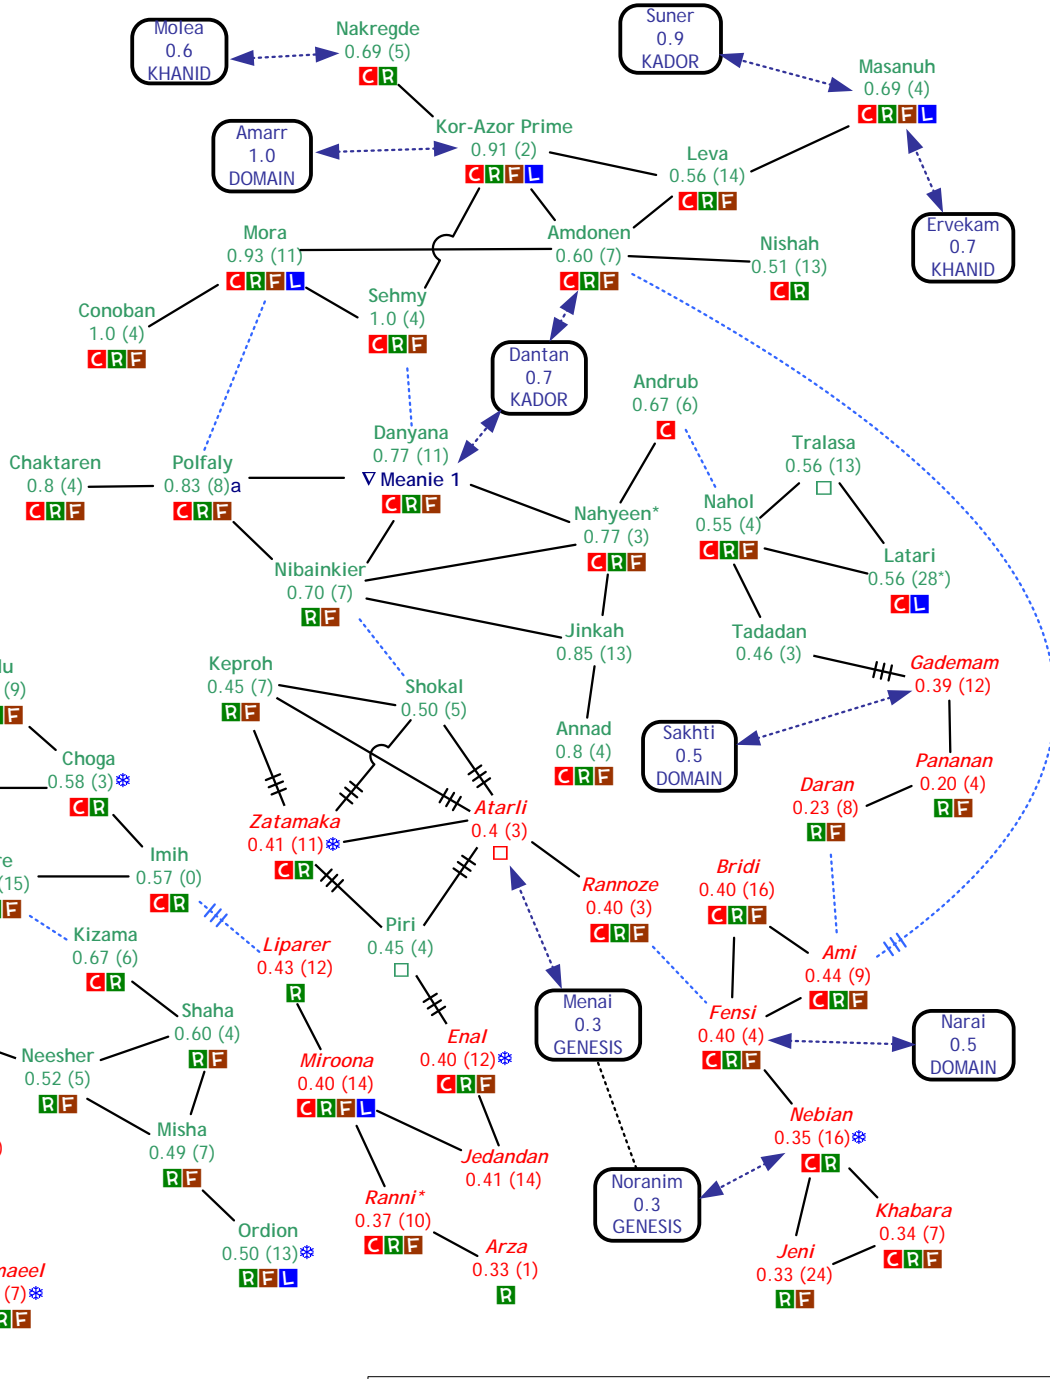 Molea
0.6
KHANID
Nakregde
0.69 (5)
C R
Suner
0.9
KADOR
Masanuh
0.69 (4)
C R F L
Amarr
1.0
DOMAIN
Kor-Azor Prime
0.91 (2)
C R F L
Leva
0.56 (14)
C R F
Ervekam
0.7
KHANID
Mora
0.93 (11)
C R F L
Amdonen
0.60 (7)
C R F
Nishah
0.51 (13)
C R
Conoban
1.0 (4)
C R F
Sehmy
1.0 (4)
C R F
Dantan
0.7
KADOR
Andrub
0.67 (6)
C
Tralasa
0.56 (13)
Chaktaren
0.8 (4)
C R F
Polfaly
0.83 (8)a
C R F
Danyana
0.77 (11)
∇ Meanie 1
C R F
Nahyeen*
0.77 (3)
C R F
Nahol
0.55 (4)
C R F
Latari
0.56 (28*)
C L
Nibainkier
0.70 (7)
R F
Jinkah
0.85 (13)
Tadadan
0.46 (3)
Gademam
0.39 (12)
lu
(9)
F
Keproh
0.45 (7)
R F
Shokal
0.50 (5)
Annad
0.8 (4)
C R F
Sakhti
0.5
DOMAIN
Pananan
0.20 (4)
R F
Choga
0.58 (3)❄
C R
Zatamaka
0.41 (11)❄
C R
Atarli
0.4 (3)
Daran
0.23 (8)
R F
re
(15)
F
Imih
0.57 (0)
C R
Rannoze
0.40 (3)
C R F
Bridi
0.40 (16)
C R F
Kizama
0.67 (6)
C R
Liparer
0.43 (12)
R
Piri
0.45 (4)
Ami
0.44 (9)
C R F
Shaha
0.60 (4)
R F
Menai
0.3
GENESIS
Fensi
0.40 (4)
C R F
Narai
0.5
DOMAIN
Neesher
0.52 (5)
R F
Miroona
0.40 (14)
C R F L
Enal
0.40 (12)❄
C R F
Misha
0.49 (7)
R F
)
Jedandan
0.41 (14)
Nebian
0.35 (16)❄
C R
Ranni*
0.37 (10)
C R F
Noranim
0.3
GENESIS
Khabara
0.34 (7)
C R F
Ordion
0.50 (13)❄
R F L
Arza
0.33 (1)
R
Jeni
0.33 (24)
R F
maeel
(7)❄
R F